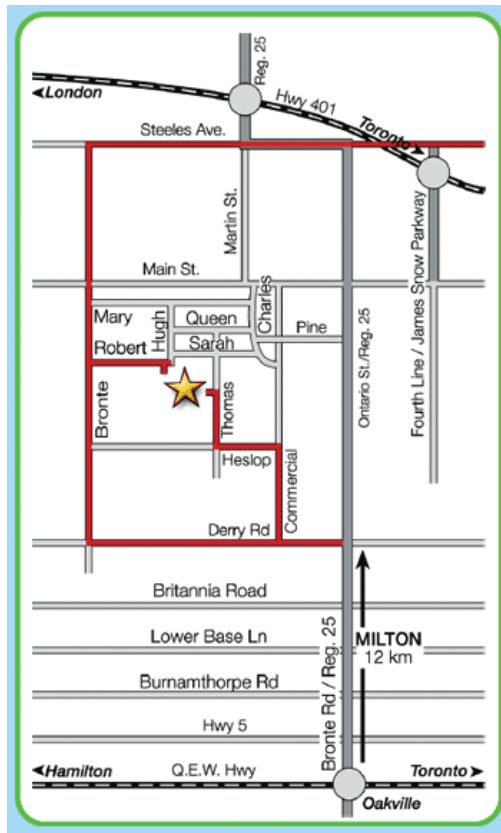 Reg. 25
London
Hwy 401
Toronto
Steeles Ave.
Martin St.
Main St.
Charles
Mary
Hugh
Queen
Pine
Robert
Sarah
Ontario St./Reg. 25
Fourth Line / James Snow Parkway
Bronte
Thomas
Heslop
Commercial
Derry Rd
Britannia Road
Lower Base Ln
MILTON
12 km
Burnamthorpe Rd
Bronte Rd / Reg. 25
Hwy 5
Hamilton
Q.E.W. Hwy
Toronto
Oakville